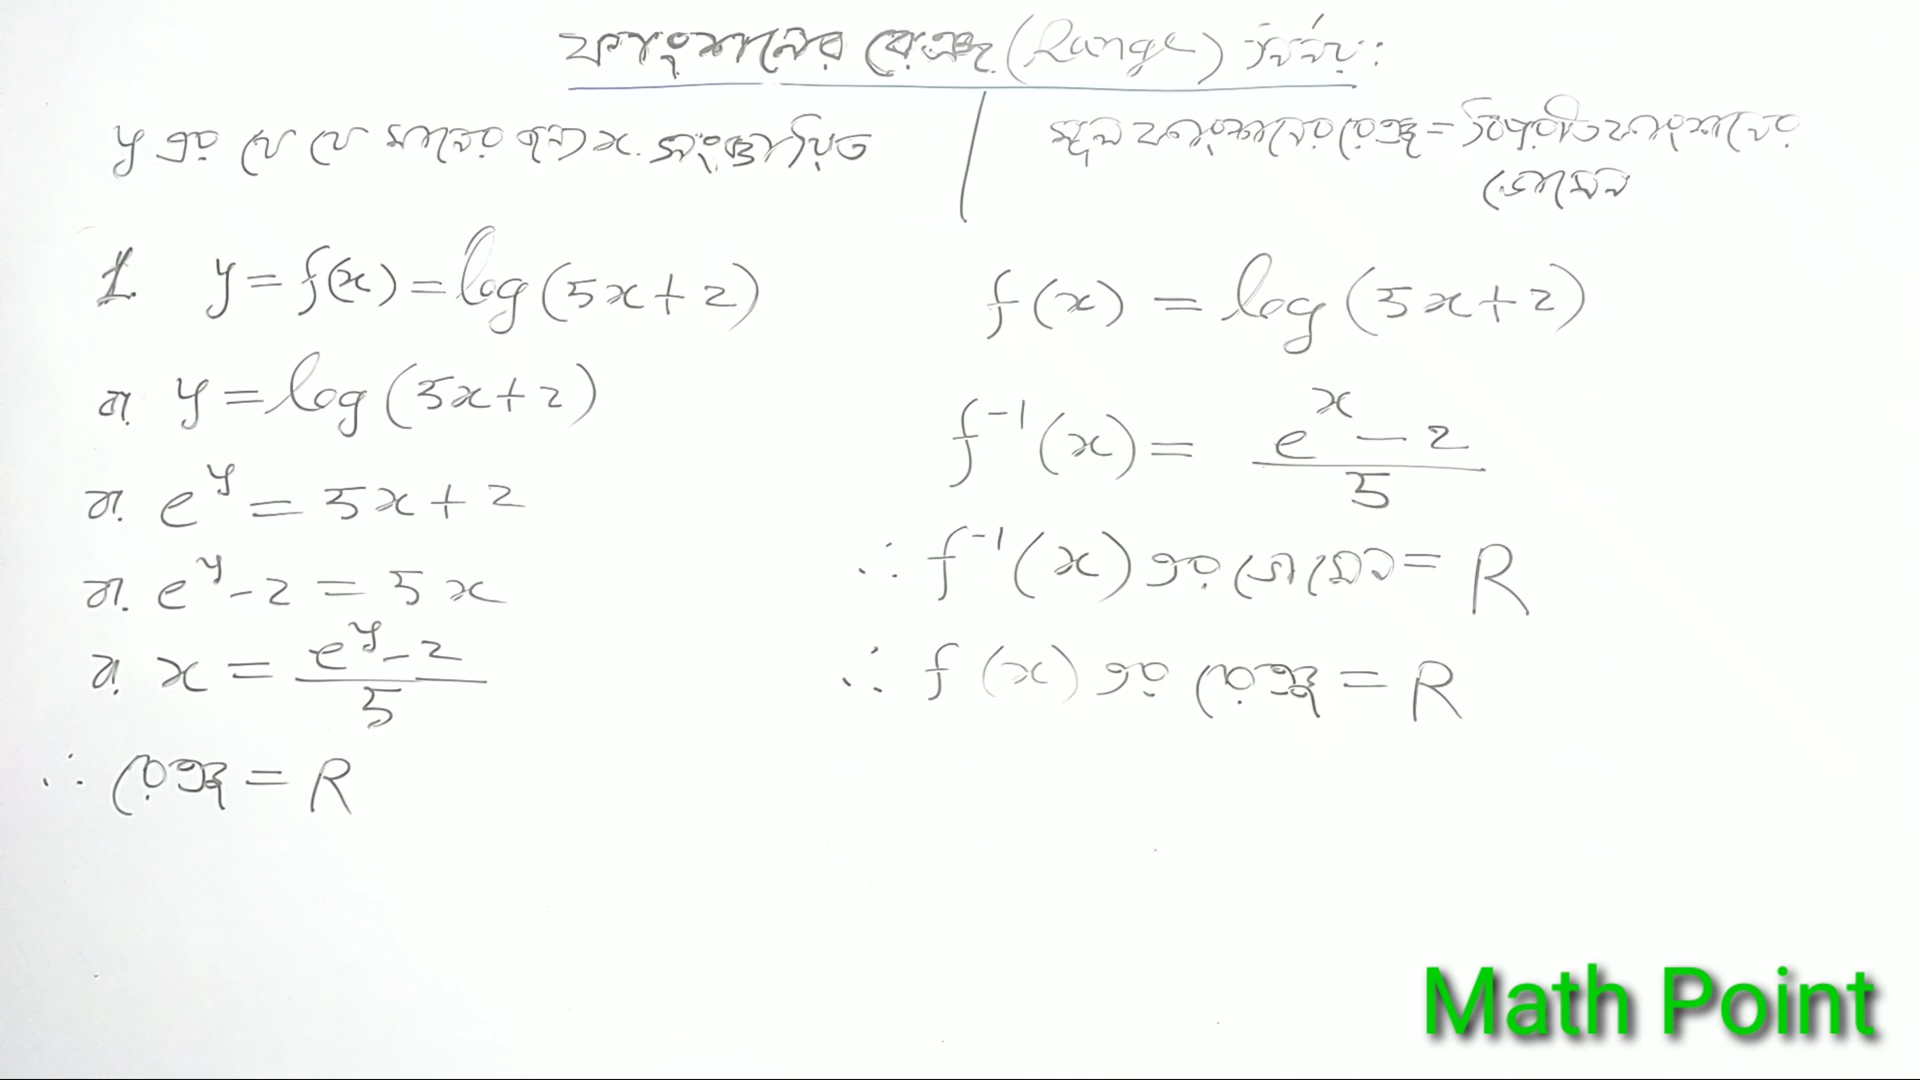 ফাংশনের রেঞ্জ (Range) নির্নয়:
y এর যে যে মানের জন্য x সংজ্ঞায়িত
মূল ফাংশনের রেঞ্জ = বিপরীত ফাংশনের
ডোমেন
1. y = f(x) = log(5x+2)
বা. y = log(5x+2)
বা. e^y = 5x+2
বা. e^y - 2 = 5x
বা. x = (e^y - 2)/5
∴ রেঞ্জ = R
f(x) = log(5x+2)
f⁻¹(x) = (e^x - 2)/5
∴ f⁻¹(x) এর ডোমেন = R
∴ f(x) এর রেঞ্জ = R
Math Point